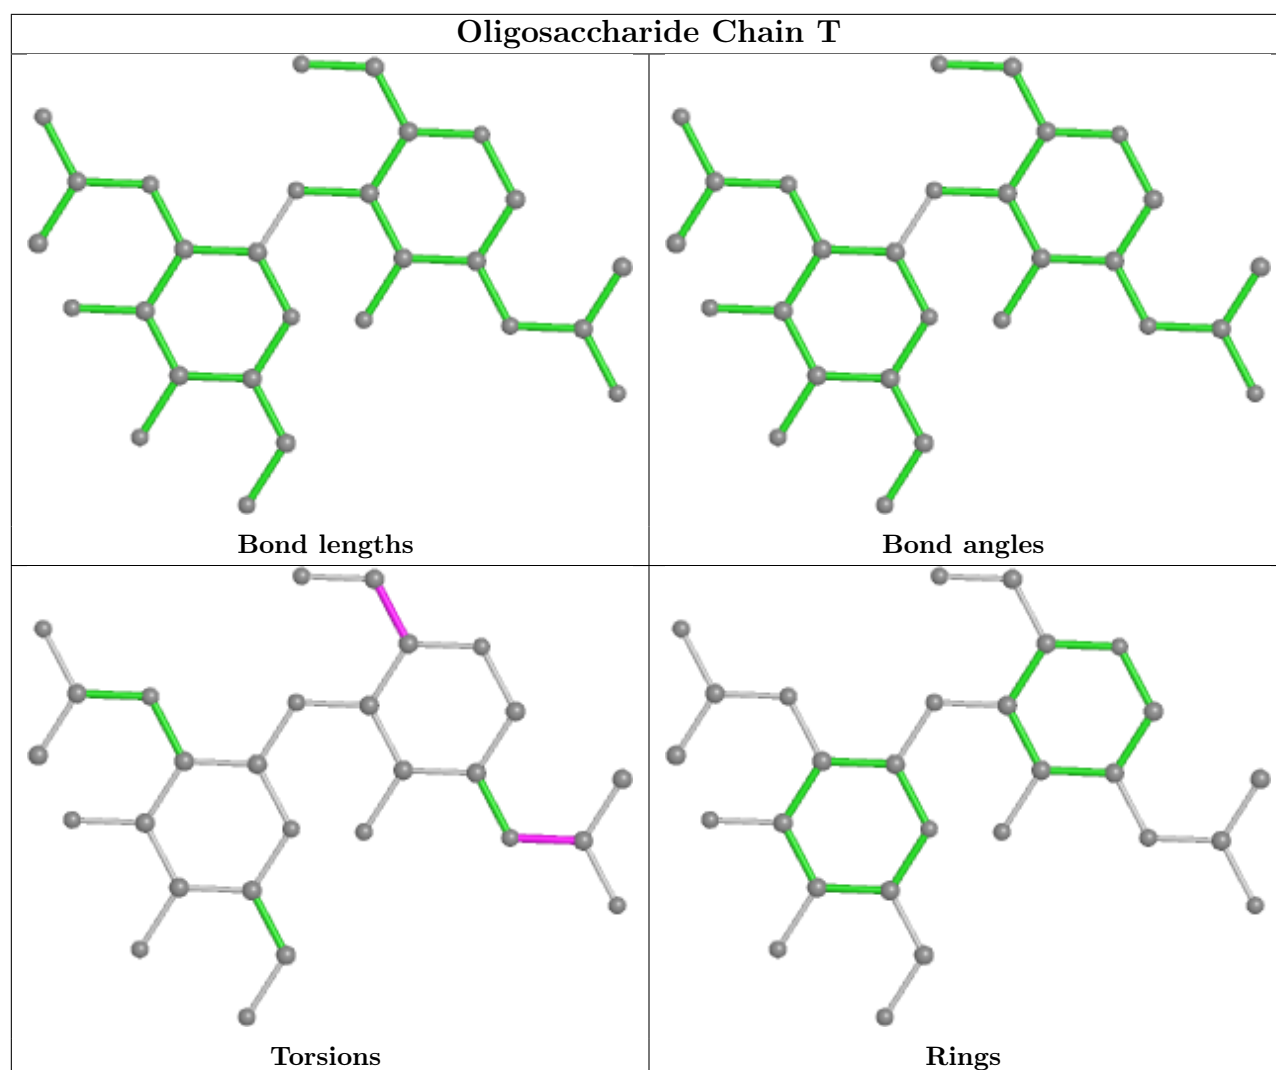 Oligosaccharide Chain T
Bond lengths
Bond angles
Torsions
Rings